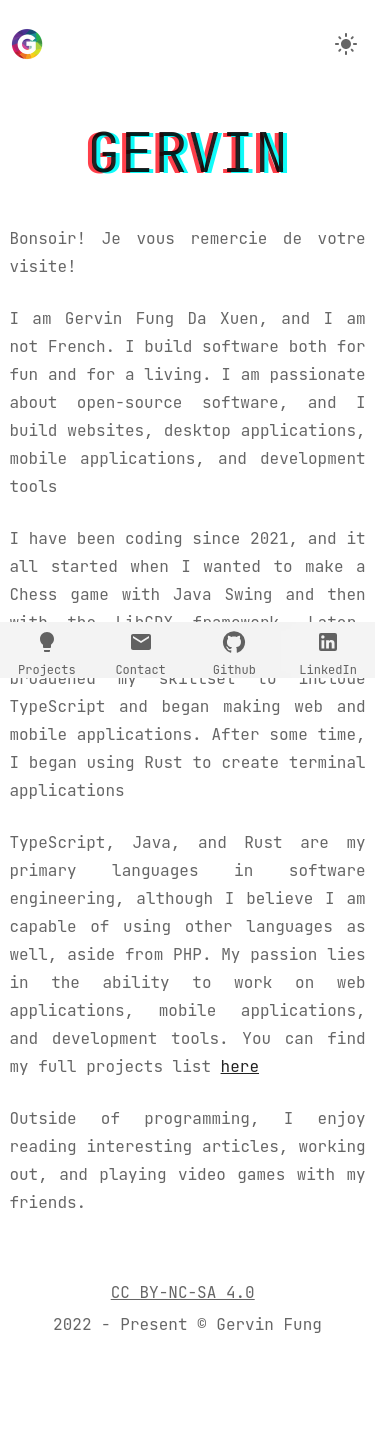 GERVIN
Bonsoir! Je vous remercie de votre
visite!
I am Gervin Fung Da Xuen, and I am
not French. I build software both for
fun and for a living. I am passionate
about open-source software, and I
build websites, desktop applications,
mobile applications, and development
tools
I have been coding since 2021, and it
all started when I wanted to make a
Chess game with Java Swing and then
with the LibGDX framework. Later,
Projects Contact Github LinkedIn
broadened my skillset to include
TypeScript and began making web and
mobile applications. After some time,
I began using Rust to create terminal
applications
TypeScript, Java, and Rust are my
primary languages in software
engineering, although I believe I am
capable of using other languages as
well, aside from PHP. My passion lies
in the ability to work on web
applications, mobile applications,
and development tools. You can find
my full projects list here
Outside of programming, I enjoy
reading interesting articles, working
out, and playing video games with my
friends.
CC BY-NC-SA 4.0
2022 - Present © Gervin Fung